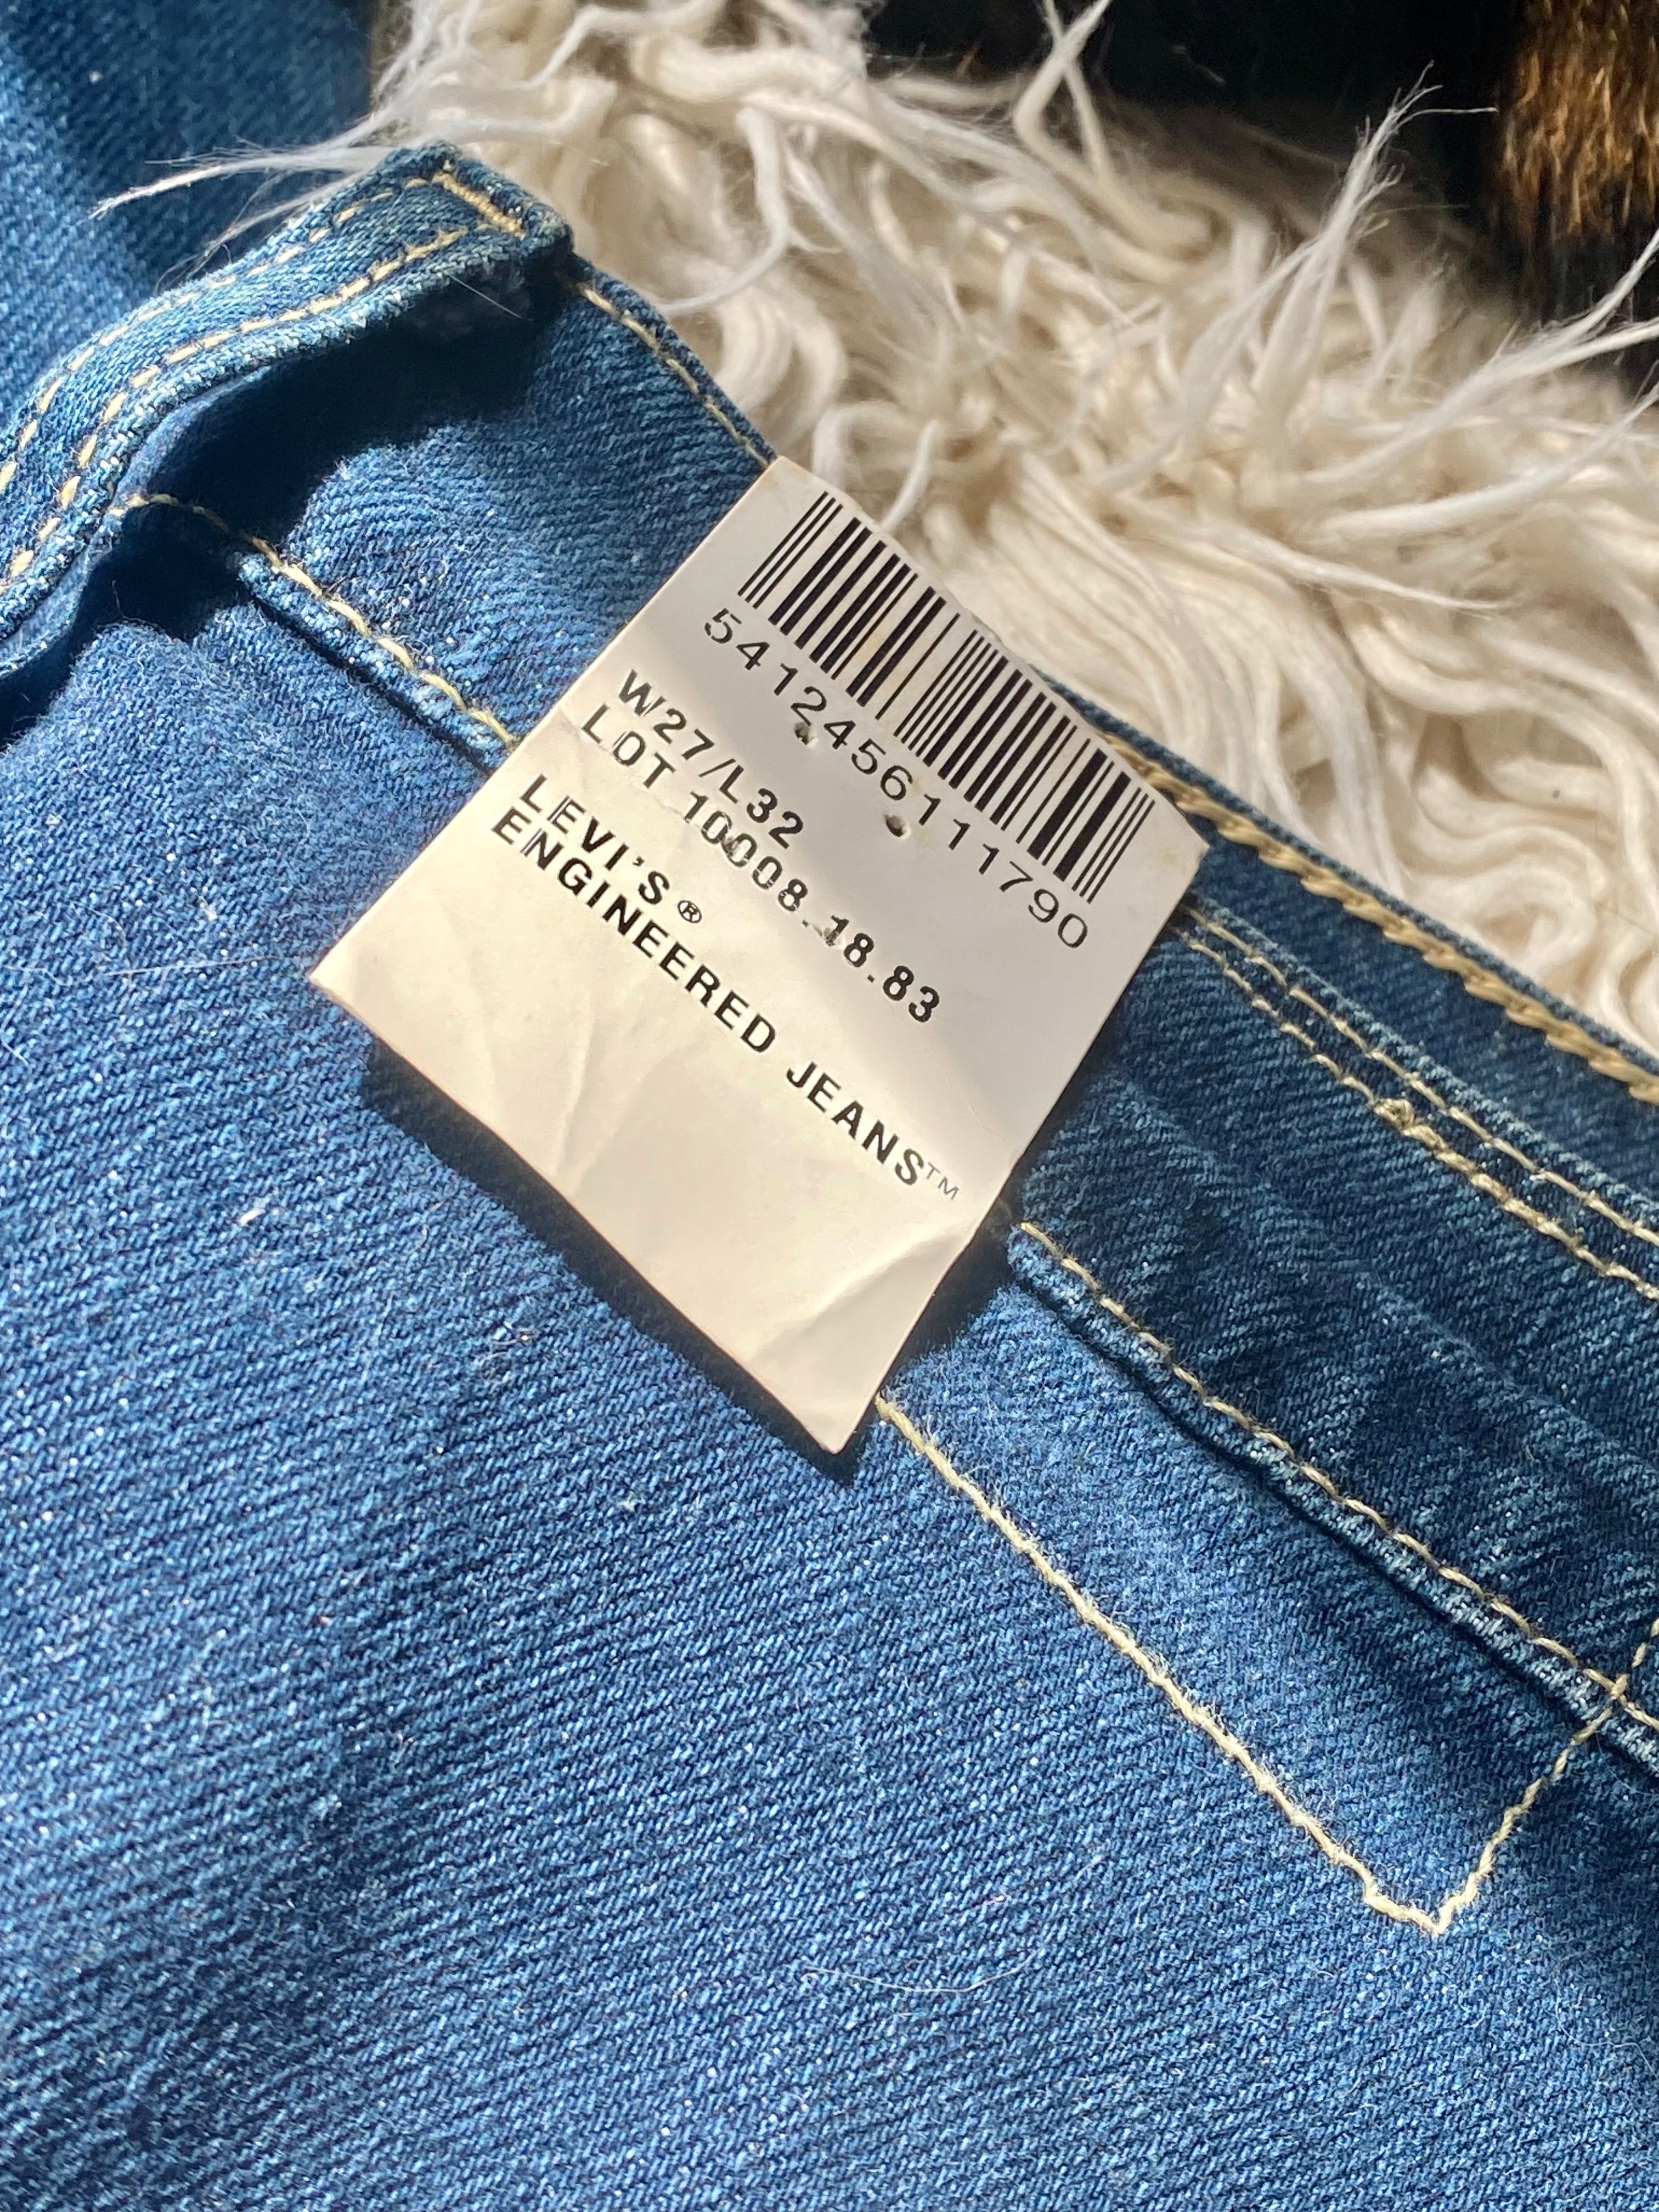 5412456111790
W27/L32
LOT 10008.18.83
LEVI'S®
ENGINEERED JEANS™